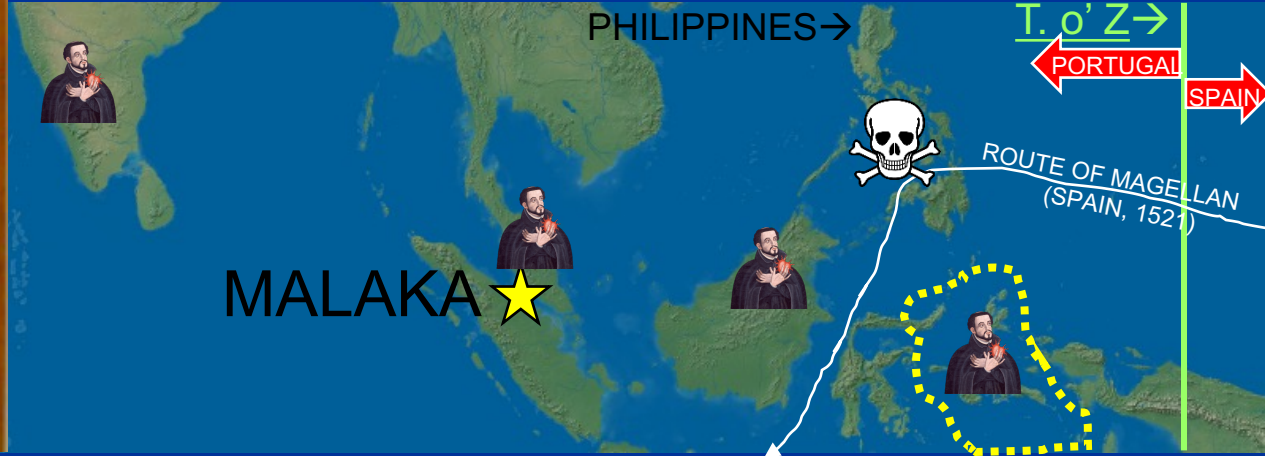 PHILIPPINES→
T. o’ Z→
PORTUGAL
SPAIN
ROUTE OF MAGELLAN
(SPAIN, 1521)
MALAKA